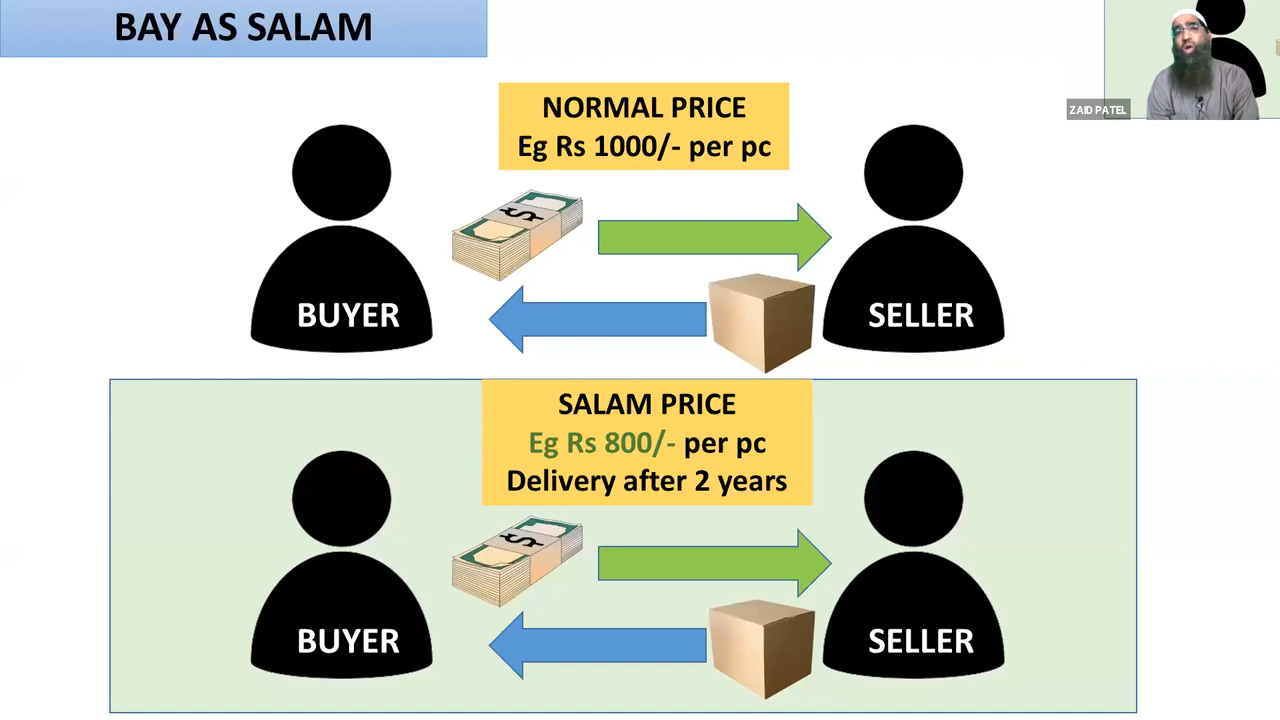 BAY AS SALAM
NORMAL PRICE
Eg Rs 1000/- per pc
ZAID PATEL
BUYER
SELLER
SALAM PRICE
Eg Rs 800/- per pc
Delivery after 2 years
BUYER
SELLER